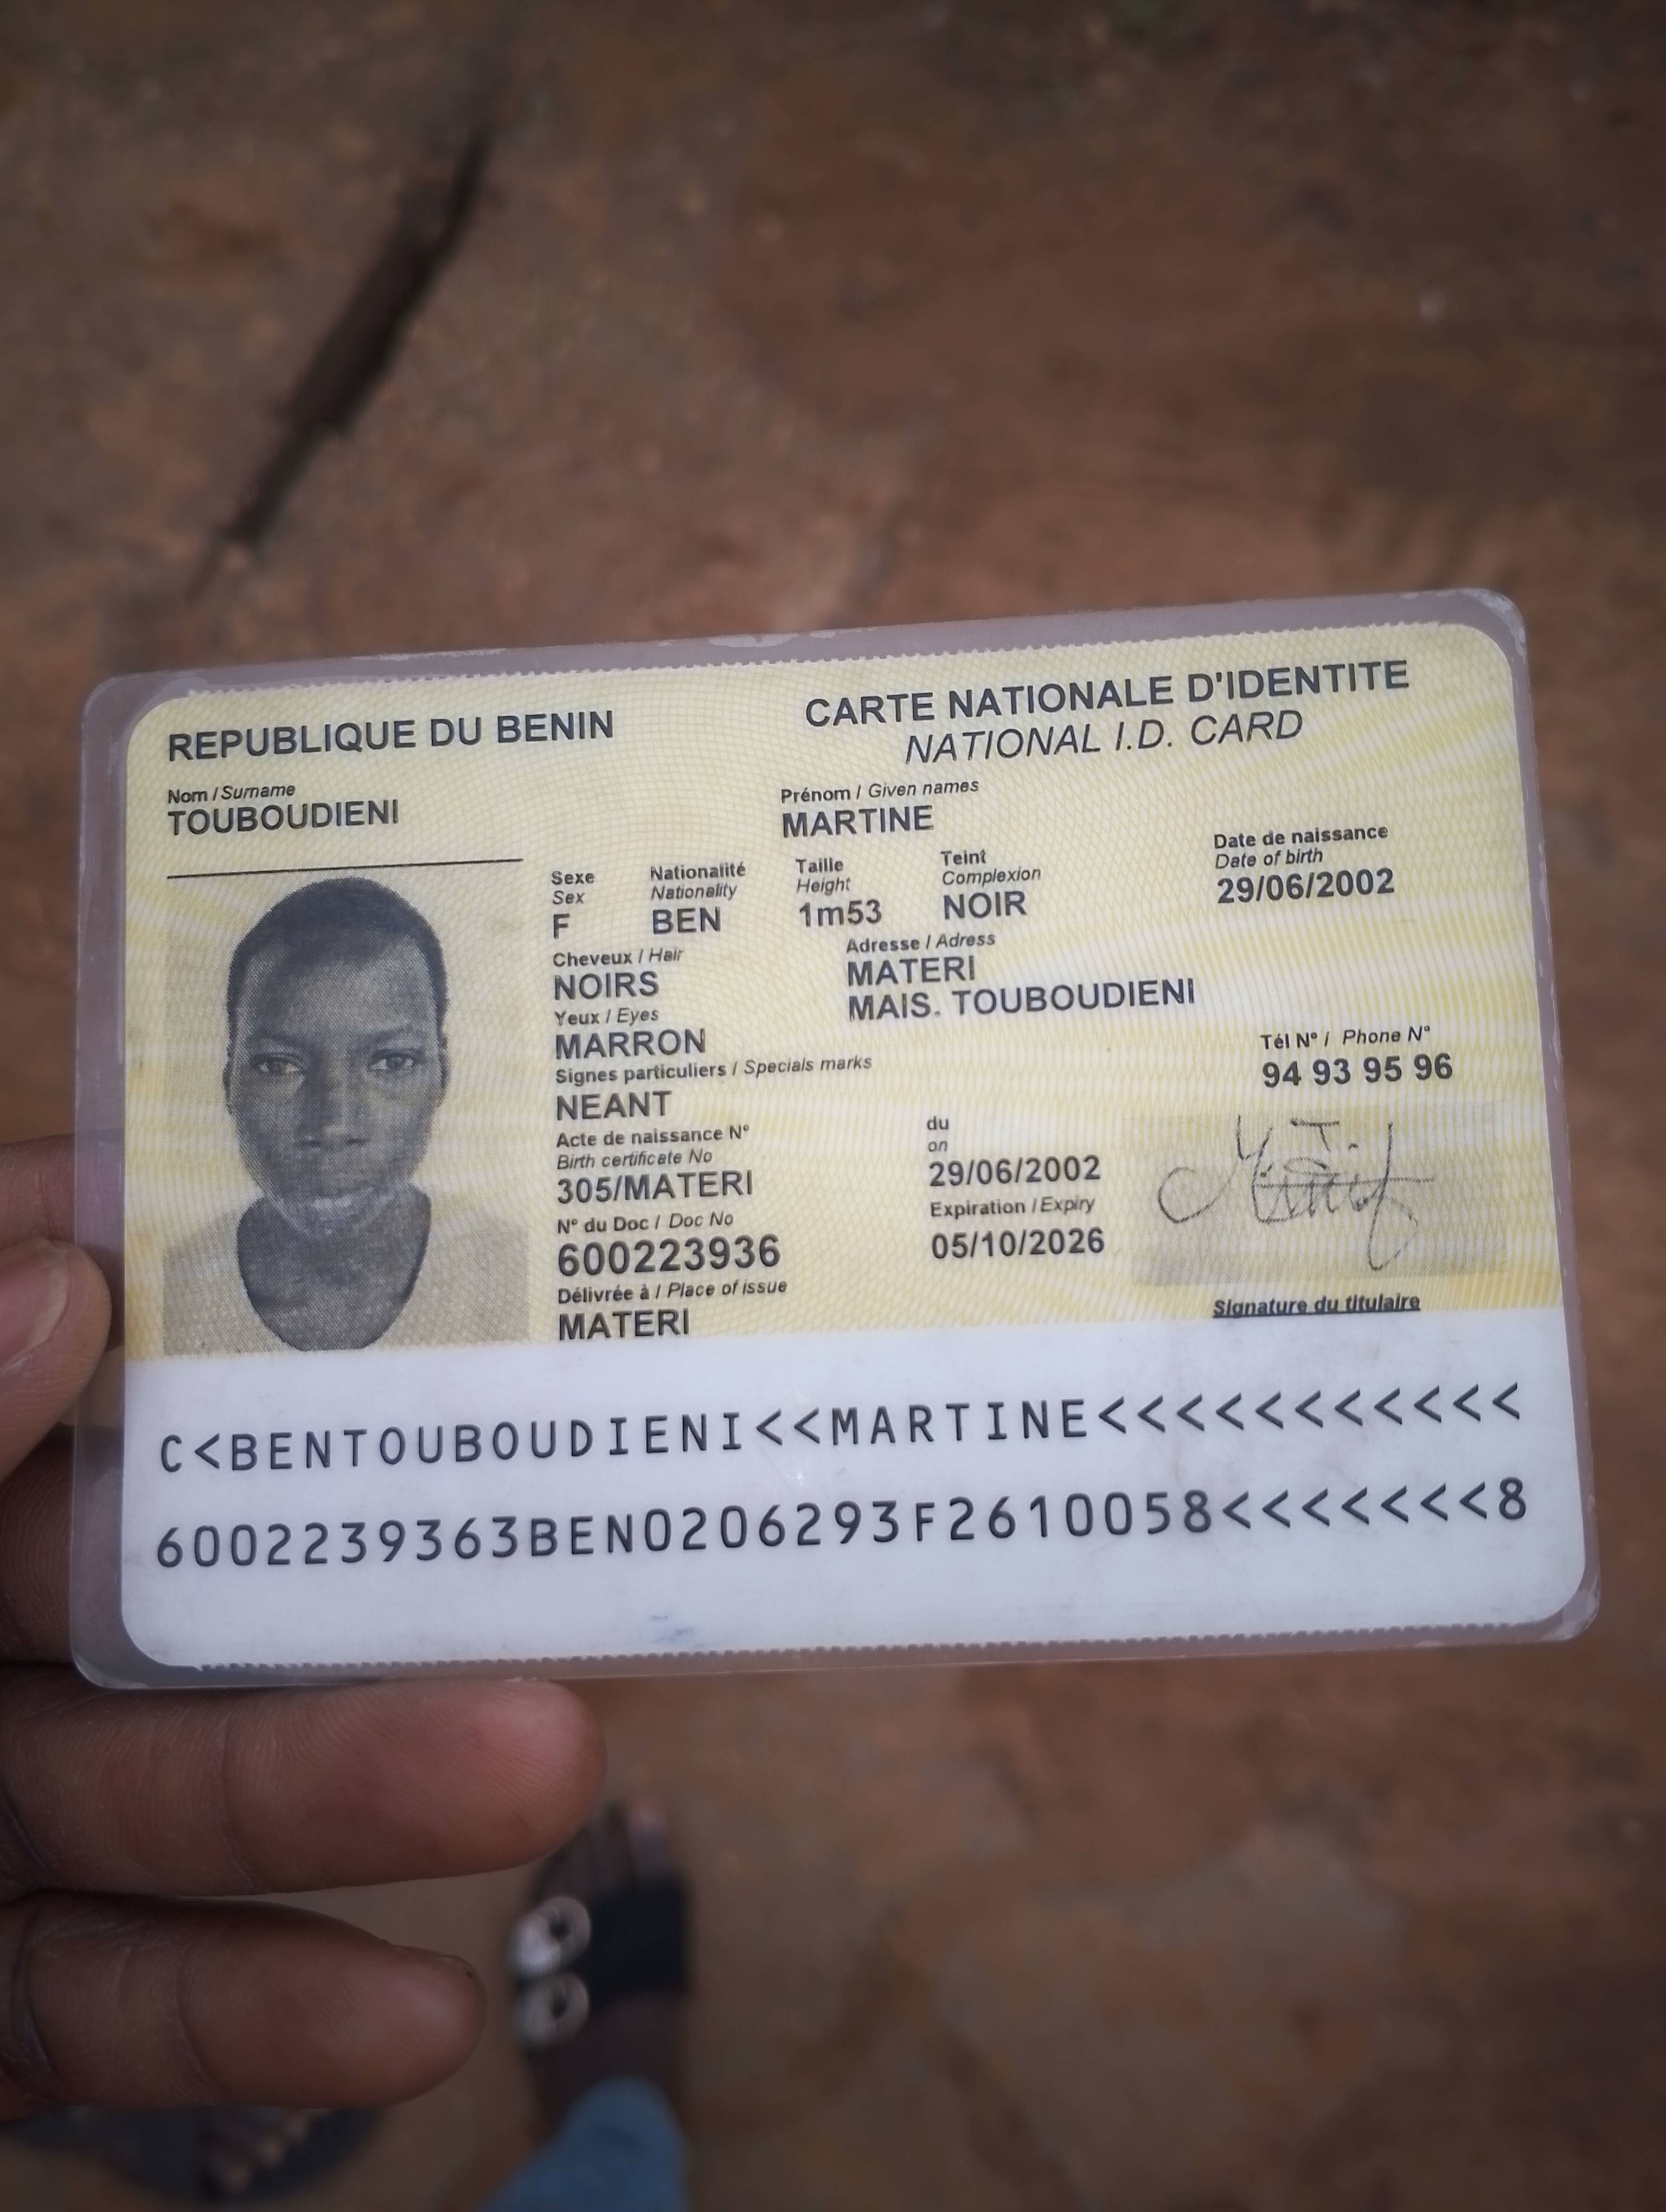 REPUBLIQUE DU BENIN
CARTE NATIONALE D'IDENTITE
NATIONAL I.D. CARD
Nom / Surname
TOUBOUDIENI
Prénom / Given names
MARTINE
Sexe
Sex
F
Nationalité
Nationality
BEN
Taille
Height
1m53
Teint
Complexion
NOIR
Date de naissance
Date of birth
29/06/2002
Cheveux / Hair
NOIRS
Adresse / Adress
MATERI
MAIS. TOUBOUDIENI
Yeux / Eyes
MARRON
Tél N° / Phone N°
94 93 95 96
Signes particuliers / Specials marks
NEANT
Acte de naissance N°
Birth certificate No
305/MATERI
du
on
29/06/2002
N° du Doc / Doc No
600223936
Expiration / Expiry
05/10/2026
Délivrée à / Place of issue
MATERI
Signature du titulaire
C<BENTOUBOUDIENI<<MARTINE<<<<<<<<<<<
6002239363BEN0206293F2610058<<<<<<<8